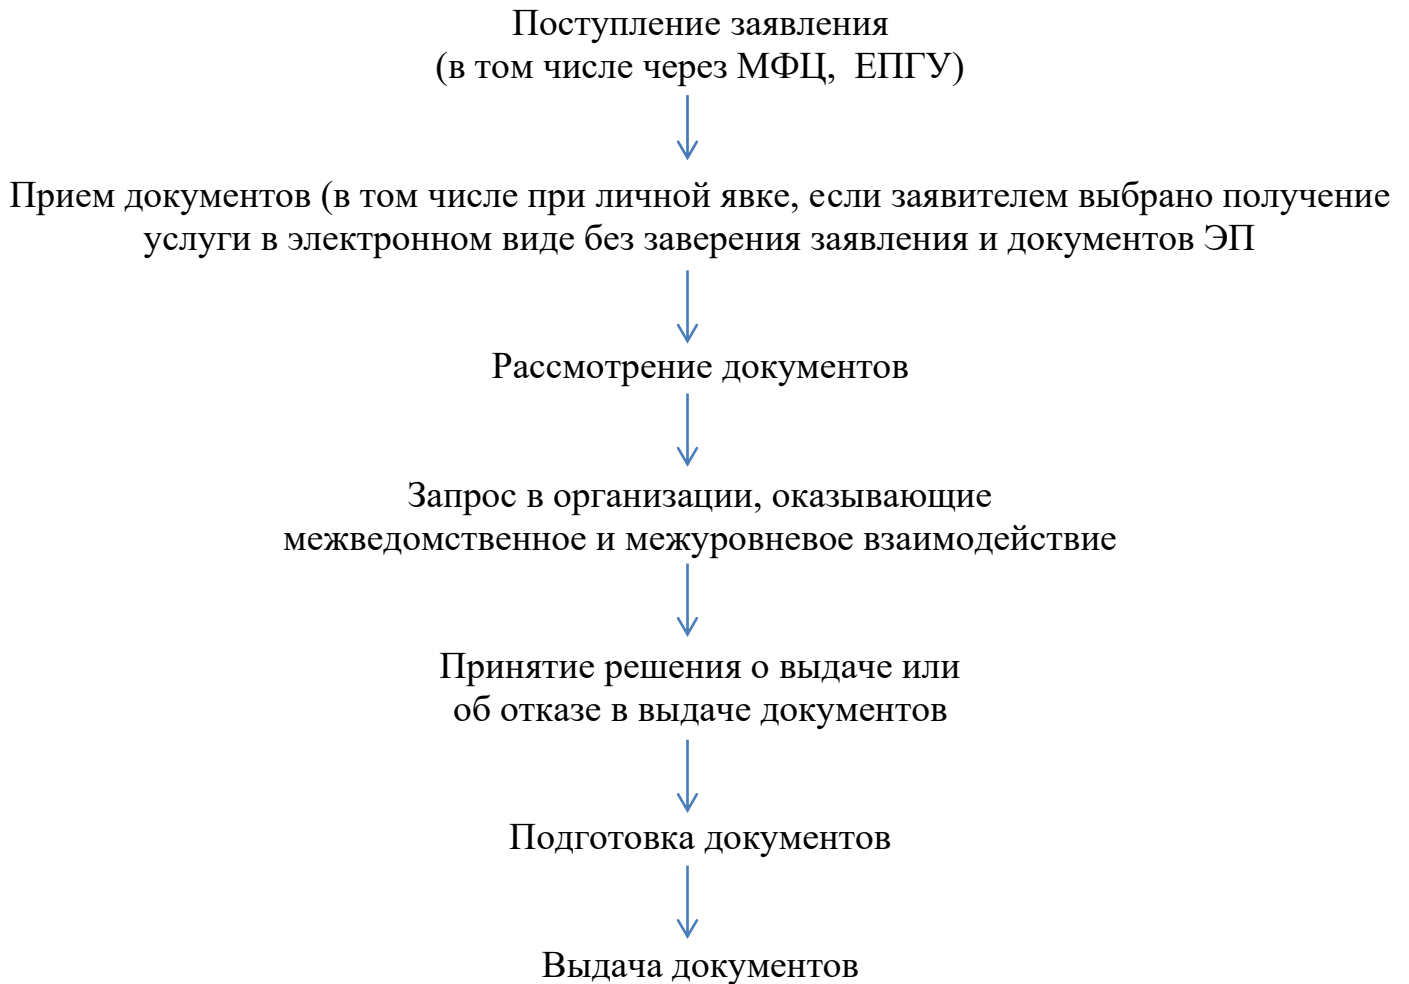 Поступление заявления
(в том числе через МФЦ,  ЕПГУ)
Прием документов (в том числе при личной явке, если заявителем выбрано получение
услуги в электронном виде без заверения заявления и документов ЭП
Рассмотрение документов
Запрос в организации, оказывающие
межведомственное и межуровневое взаимодействие
Принятие решения о выдаче или
об отказе в выдаче документов
Подготовка документов
Выдача документов